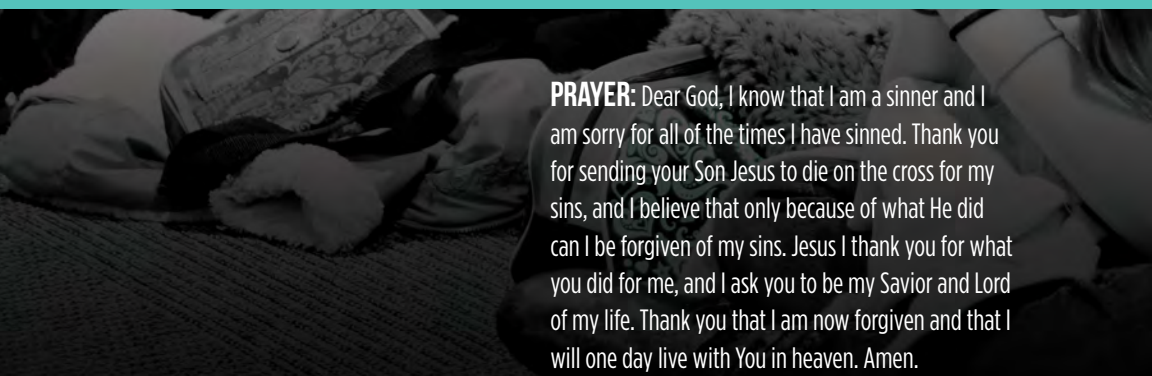 PRAYER: Dear God, I know that I am a sinner and I
am sorry for all of the times I have sinned. Thank you
for sending your Son Jesus to die on the cross for my
sins, and I believe that only because of what He did
can I be forgiven of my sins. Jesus I thank you for what
you did for me, and I ask you to be my Savior and Lord
of my life. Thank you that I am now forgiven and that I
will one day live with You in heaven. Amen.